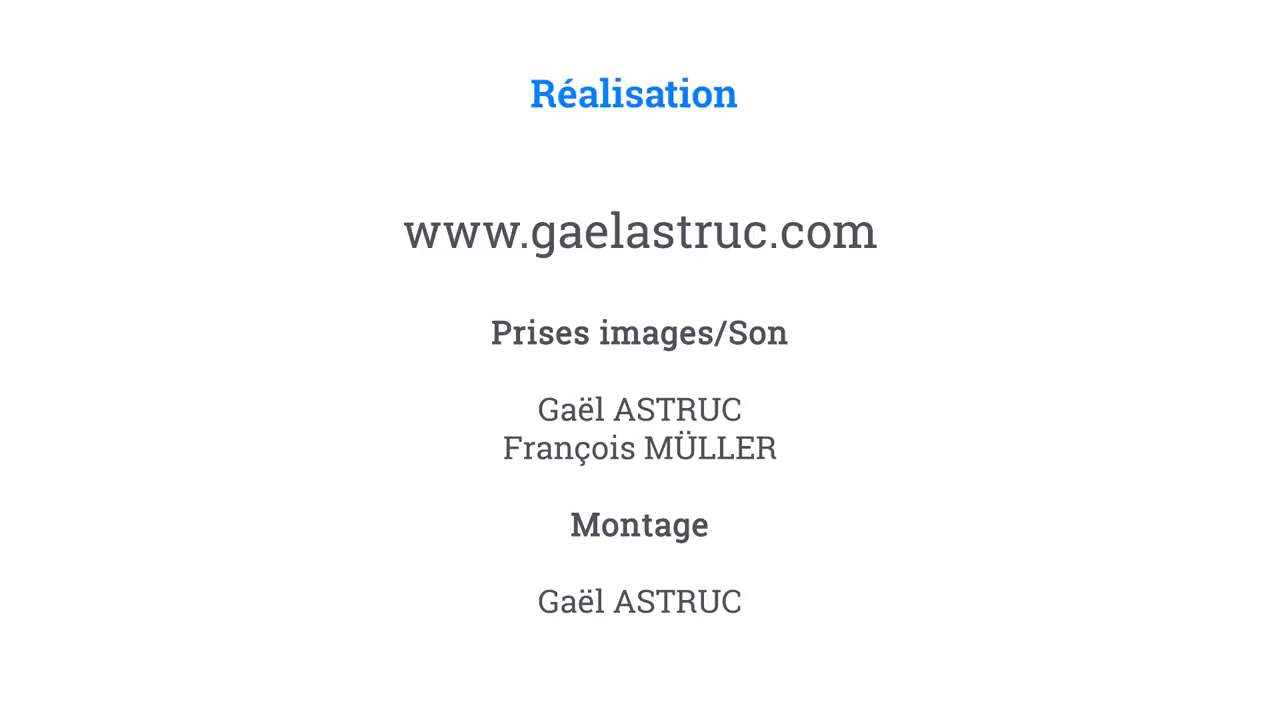 Réalisation
www.gaelastruc.com
Prises images/Son
Gaël ASTRUC
François MÜLLER
Montage
Gaël ASTRUC